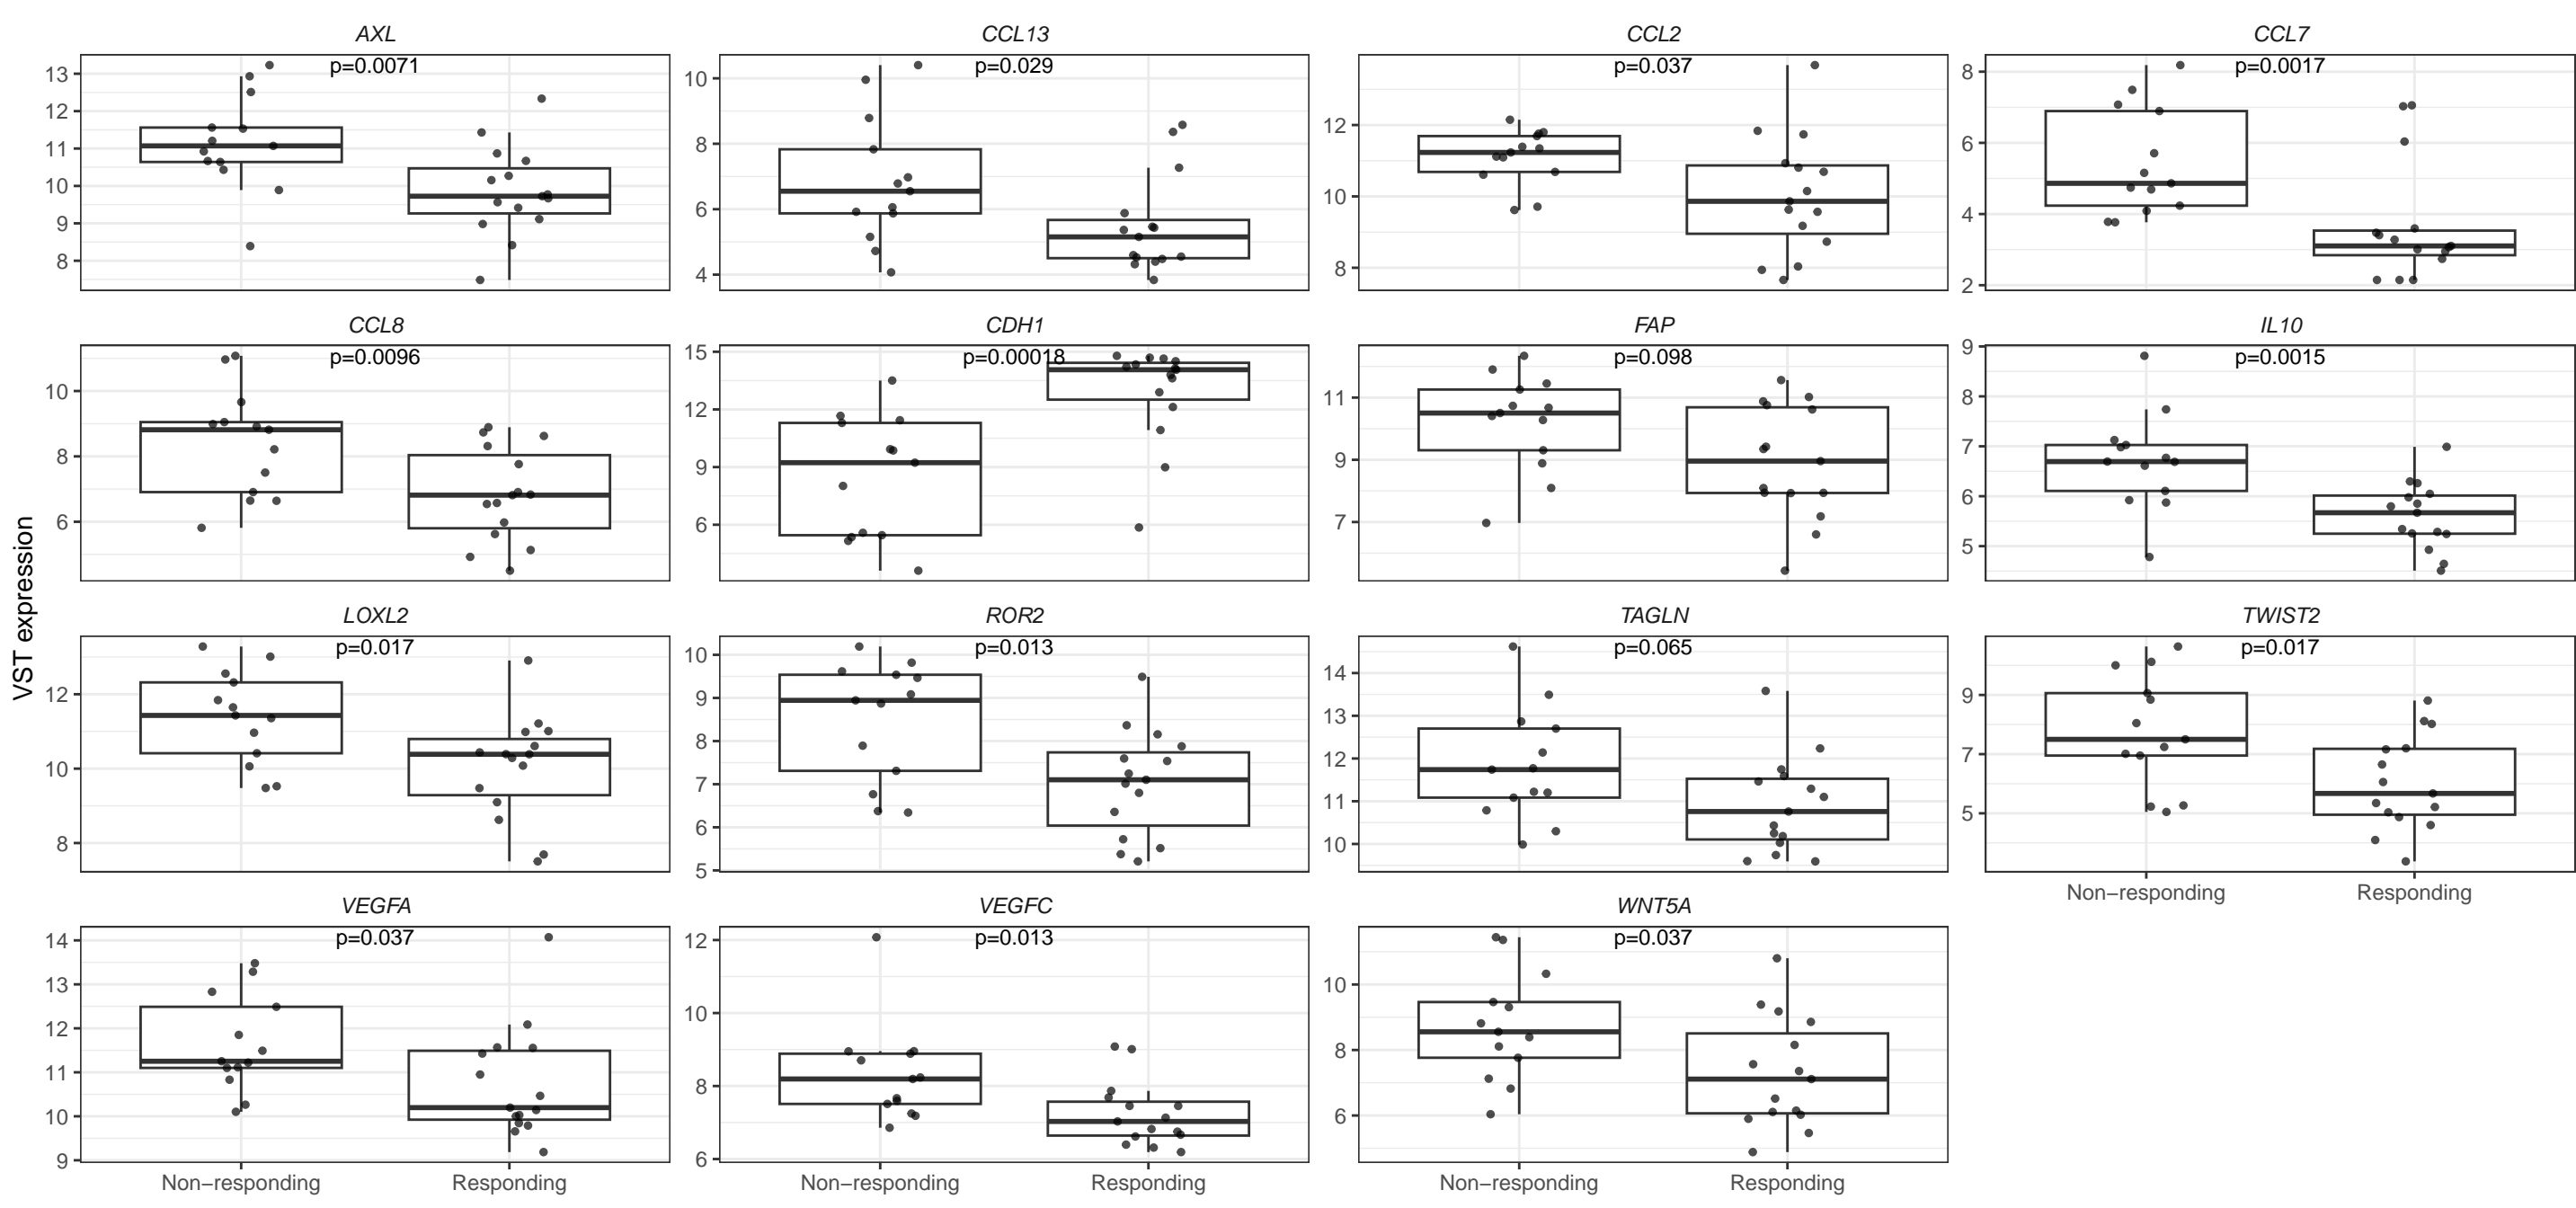 VST expression
AXL
p=0.0071
13
12
11
10
9
8
CCL13
p=0.029
10
8
6
4
CCL2
p=0.037
12
10
8
CCL7
p=0.0017
8
6
4
2
CCL8
p=0.0096
10
8
6
CDH1
p=0.00018
15
12
9
6
FAP
p=0.098
11
9
7
IL10
p=0.0015
9
8
7
6
5
LOXL2
p=0.017
12
10
8
ROR2
p=0.013
10
9
8
7
6
5
TAGLN
p=0.065
14
13
12
11
10
TWIST2
p=0.017
9
7
5
Non−responding
Responding
VEGFA
p=0.037
14
13
12
11
10
9
Non−responding
Responding
VEGFC
p=0.013
12
10
8
6
Non−responding
Responding
WNT5A
p=0.037
10
8
6
Non−responding
Responding